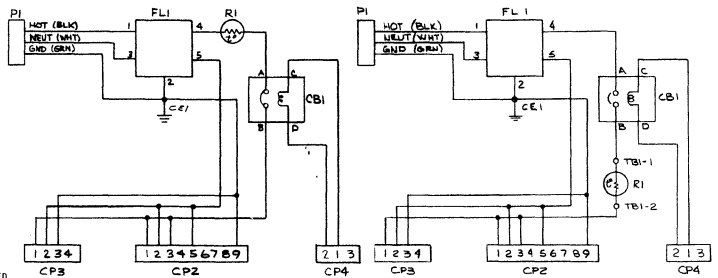 P1
HOT (BLK)
NEUT (WHT)
GND (GRN)
FL1
1
3
4
5
2
CE1
R1
t°
A
C
B
D
CB1
1 2 3 4
CP3
1 2 3 4 5 6 7 8 9
CP2
2 1 3
CP4
P1
HOT (BLK)
NEUT (WHT)
GND (GRN)
FL 1
1
3
4
5
2
CE1
A
C
B
D
CB1
TB1-1
R1
TB1-2
1 2 3 4
CP3
1 2 3 4 5 6 7 8 9
CP2
2 1 3
CP4